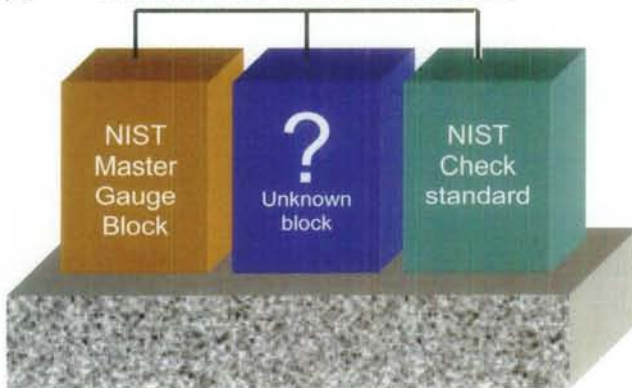 NIST
Master
Gauge
Block
?
Unknown
block
NIST
Check
standard